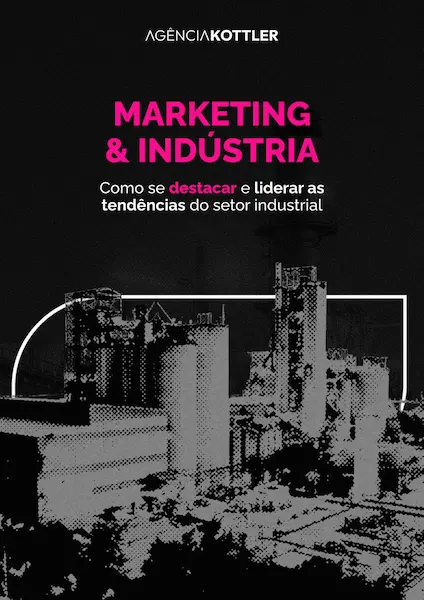 AGÊNCIAKOTTLER
MARKETING
& INDÚSTRIA
Como se destacar e liderar as
tendências do setor industrial